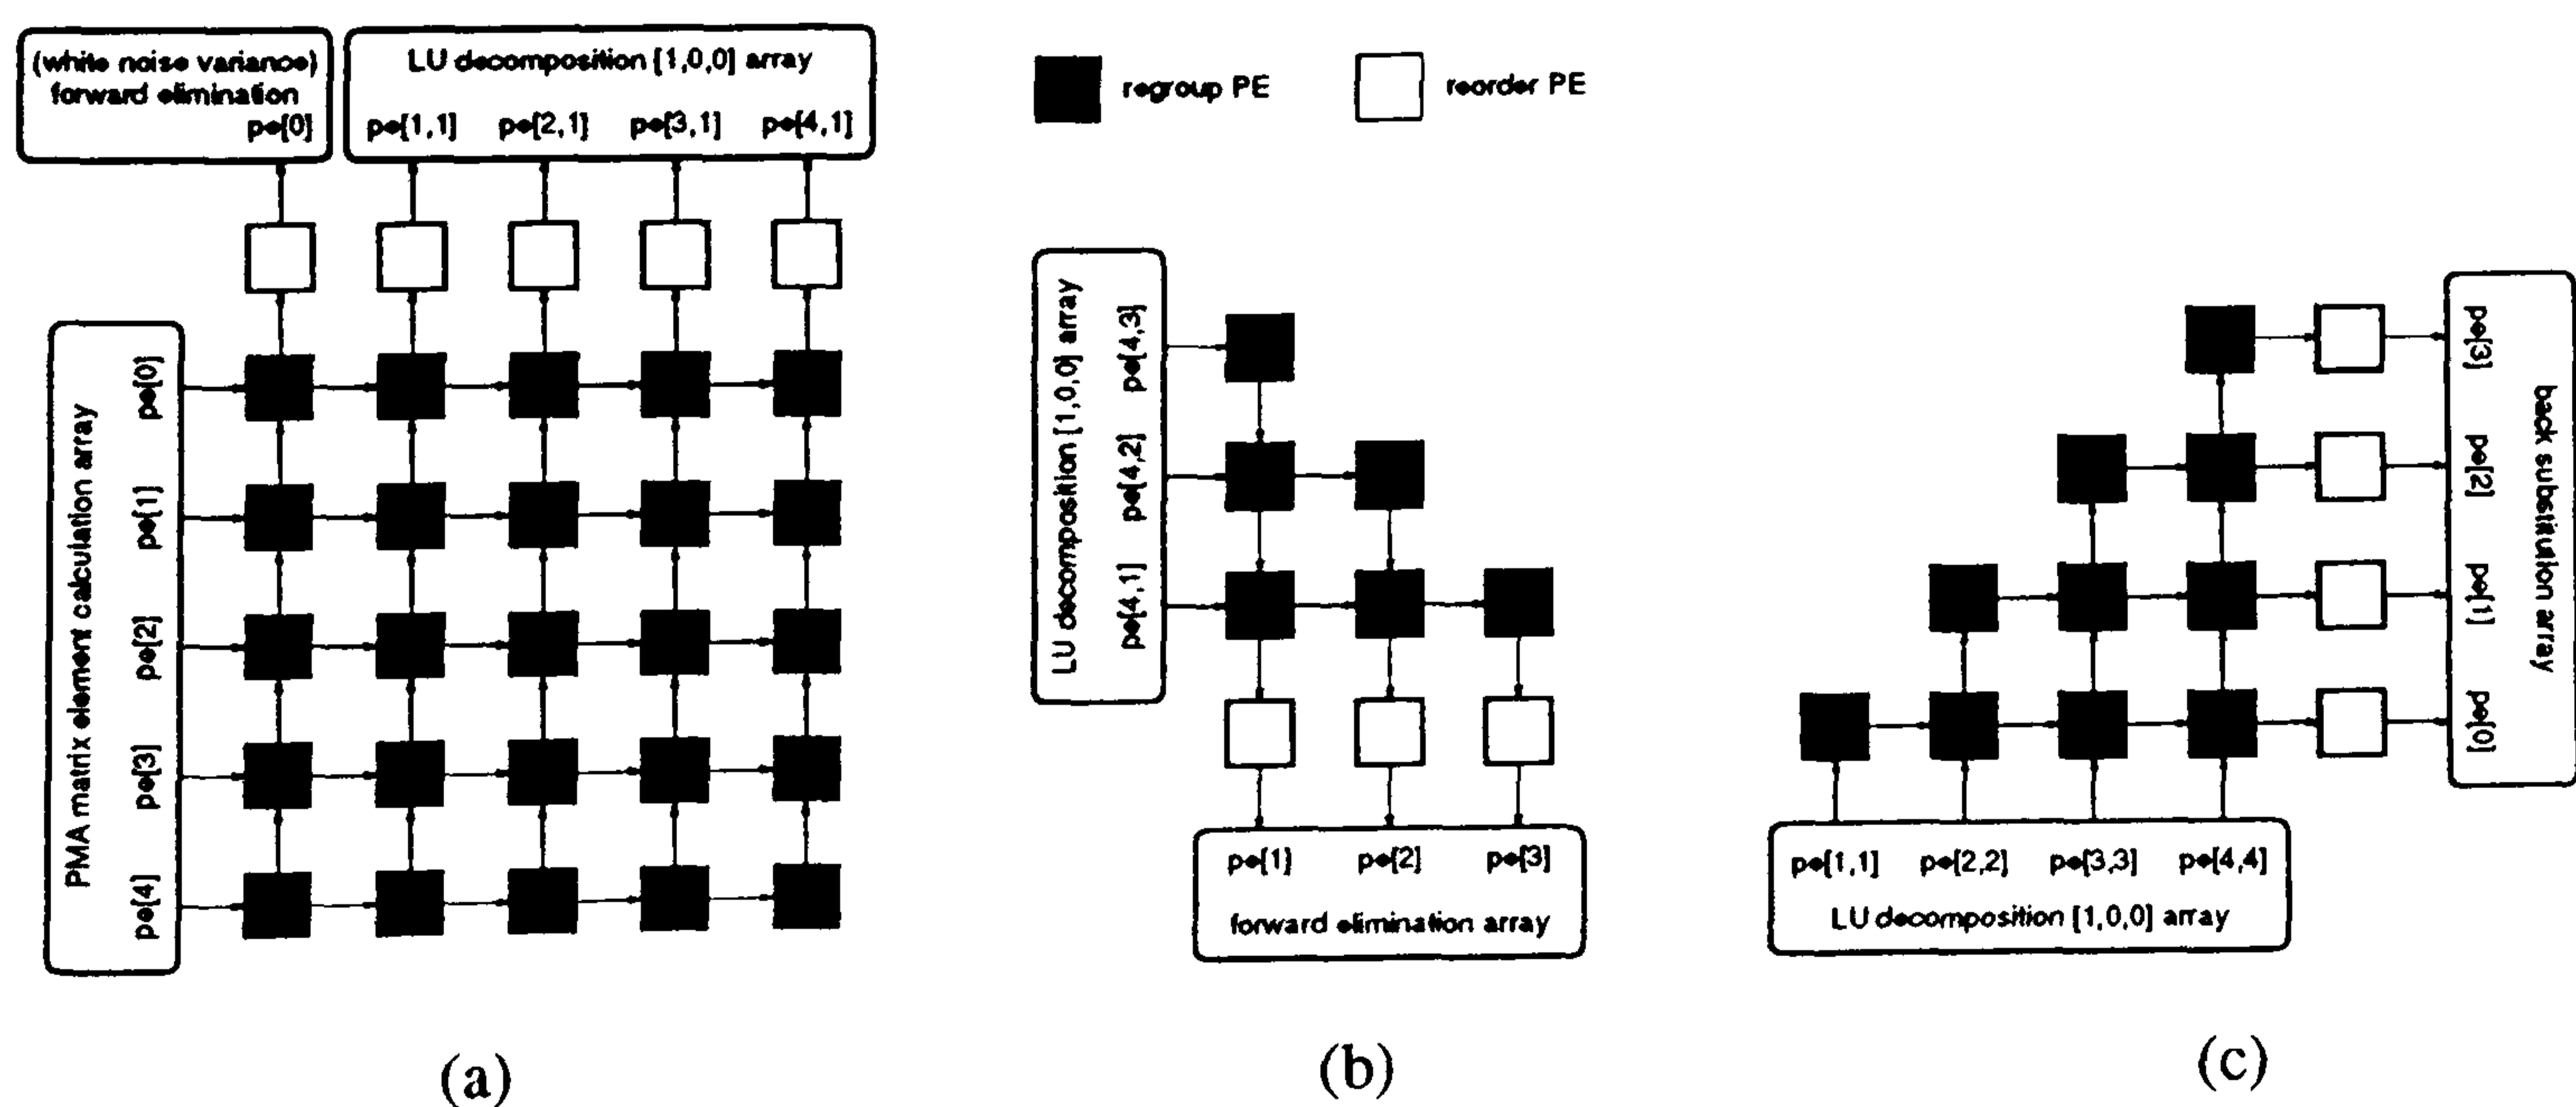 (white noise variance)
forward elimination
pe[0]
LU decomposition [1,0,0] array
pe[1,1] pe[2,1] pe[3,1] pe[4,1]
PMA matrix element calculation array
pe[0]
pe[1]
pe[2]
pe[3]
pe[4]
(a)
regroup PE
reorder PE
LU decomposition [1,0,0] array
pe[4,3]
pe[4,2]
pe[4,1]
pe[1] pe[2] pe[3]
forward elimination array
(b)
pe[3]
pe[2]
pe[1]
pe[0]
back substitution array
pe[1,1] pe[2,2] pe[3,3] pe[4,4]
LU decomposition [1,0,0] array
(c)